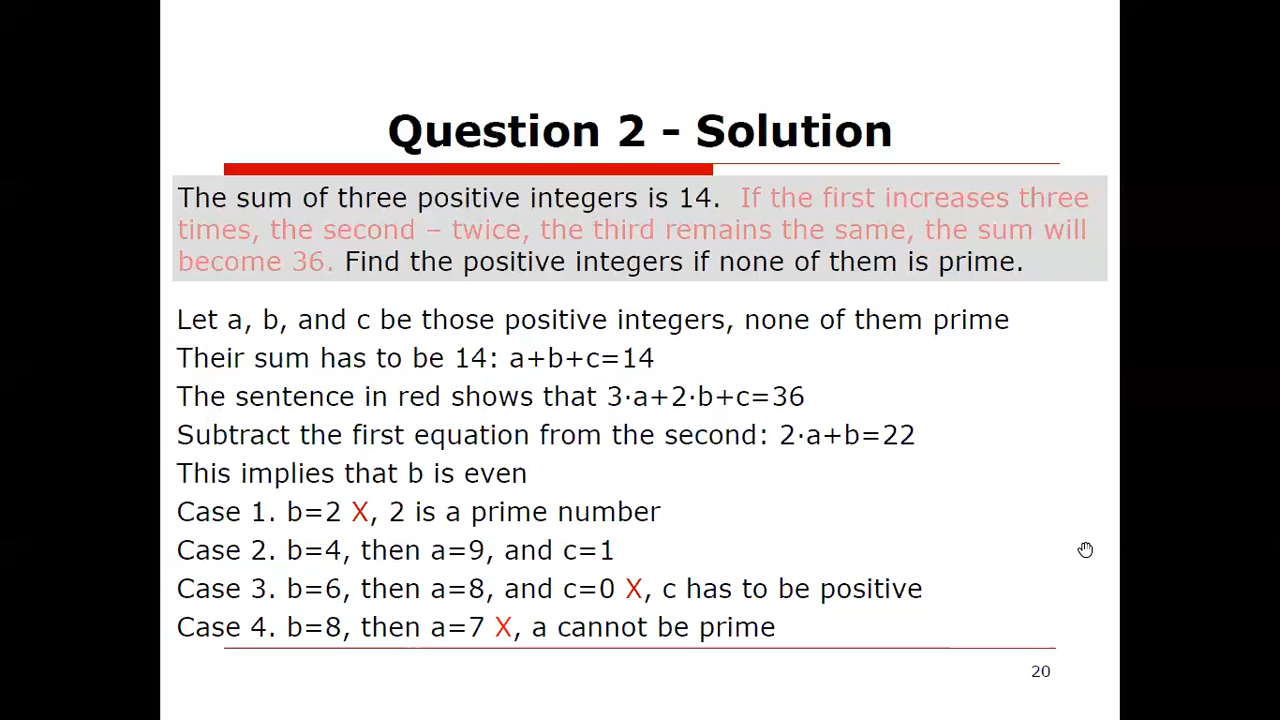 Question 2 - Solution
The sum of three positive integers is 14. If the first increases three
times, the second – twice, the third remains the same, the sum will
become 36. Find the positive integers if none of them is prime.
Let a, b, and c be those positive integers, none of them prime
Their sum has to be 14: a+b+c=14
The sentence in red shows that 3·a+2·b+c=36
Subtract the first equation from the second: 2·a+b=22
This implies that b is even
Case 1. b=2 X, 2 is a prime number
Case 2. b=4, then a=9, and c=1
Case 3. b=6, then a=8, and c=0 X, c has to be positive
Case 4. b=8, then a=7 X, a cannot be prime
20